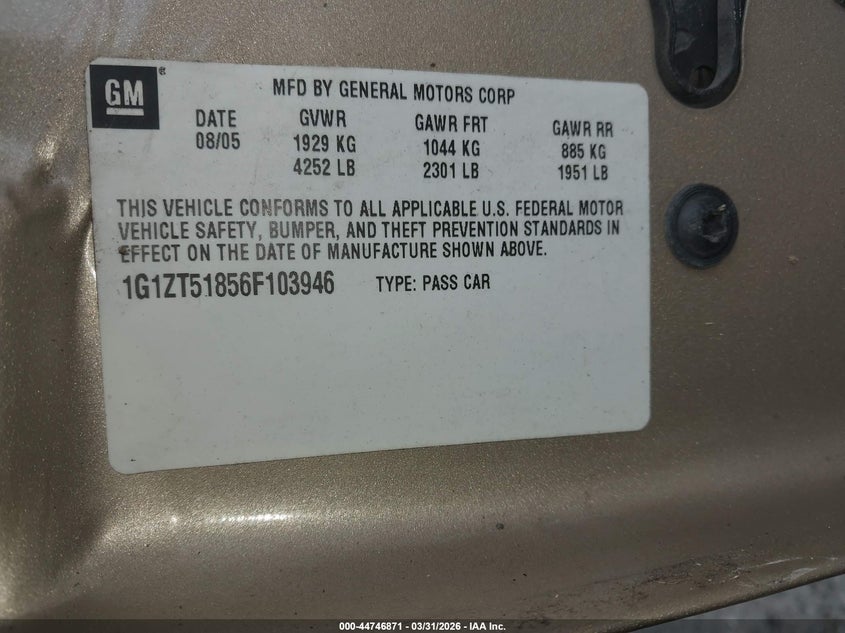 GM
MFD BY GENERAL MOTORS CORP
DATE GVWR GAWR FRT GAWR RR
08/05 1929 KG 1044 KG 885 KG
4252 LB 2301 LB 1951 LB
THIS VEHICLE CONFORMS TO ALL APPLICABLE U.S. FEDERAL MOTOR
VEHICLE SAFETY, BUMPER, AND THEFT PREVENTION STANDARDS IN
EFFECT ON THE DATE OF MANUFACTURE SHOWN ABOVE.
1G1ZT51856F103946 TYPE: PASS CAR
000-44746871 - 03/31/2026 - IAA Inc.